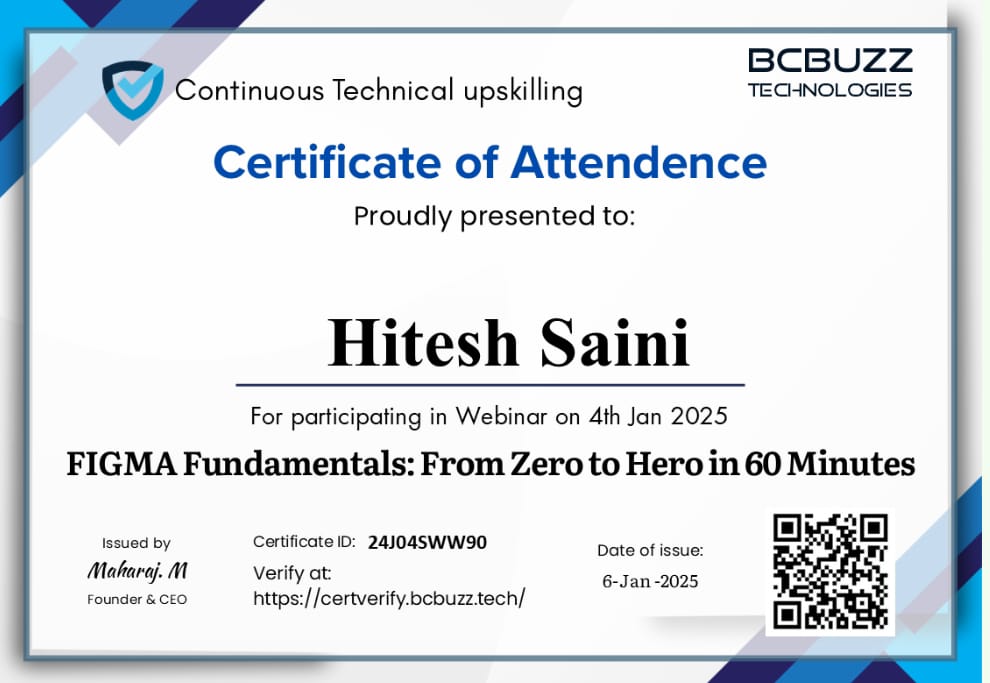 Continuous Technical upskilling
BCBUZZ
TECHNOLOGIES
Certificate of Attendence
Proudly presented to:
Hitesh Saini
For participating in Webinar on 4th Jan 2025
FIGMA Fundamentals: From Zero to Hero in 60 Minutes
Issued by
Maharaj. M
Founder & CEO
Certificate ID: 24J04SWW90
Verify at:
https://certverify.bcbuzz.tech/
Date of issue:
6-Jan -2025